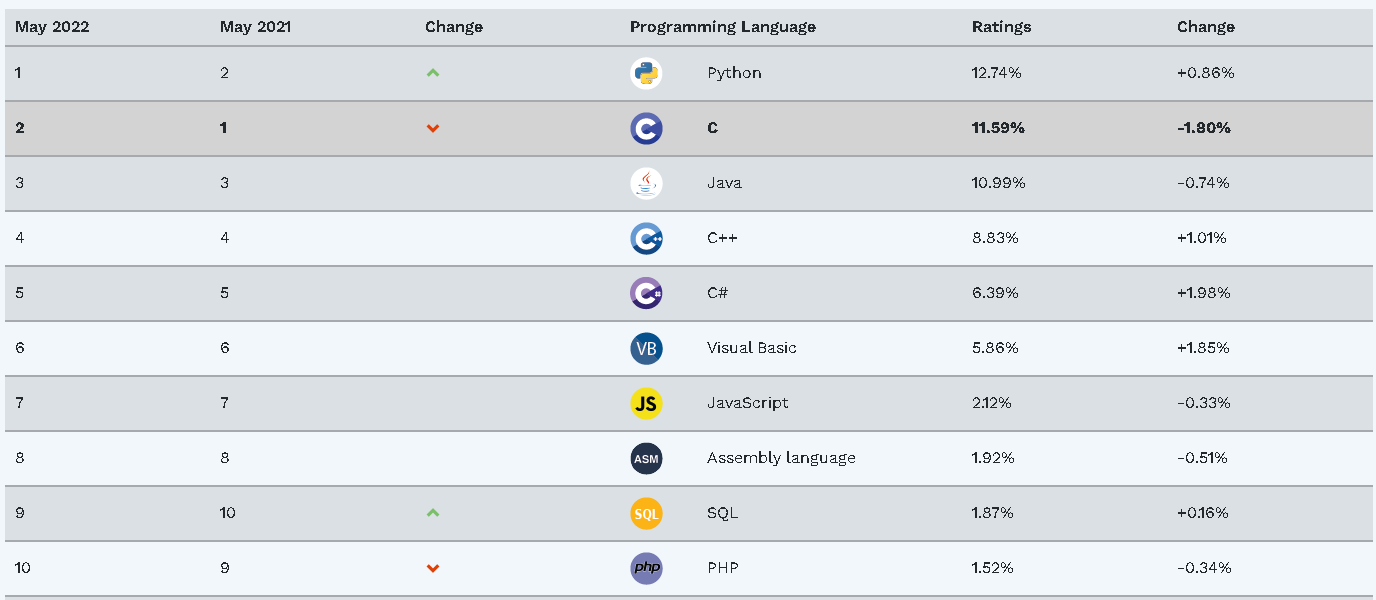 May 2022 May 2021 Change Programming Language Ratings Change
1 2 Python 12.74% +0.86%
2 1 C C 11.59% -1.80%
3 3 Java 10.99% -0.74%
4 4 C++ C++ 8.83% +1.01%
5 5 C# C# 6.39% +1.98%
6 6 VB Visual Basic 5.86% +1.85%
7 7 JS JavaScript 2.12% -0.33%
8 8 ASM Assembly language 1.92% -0.51%
9 10 SQL SQL 1.87% +0.16%
10 9 php PHP 1.52% -0.34%